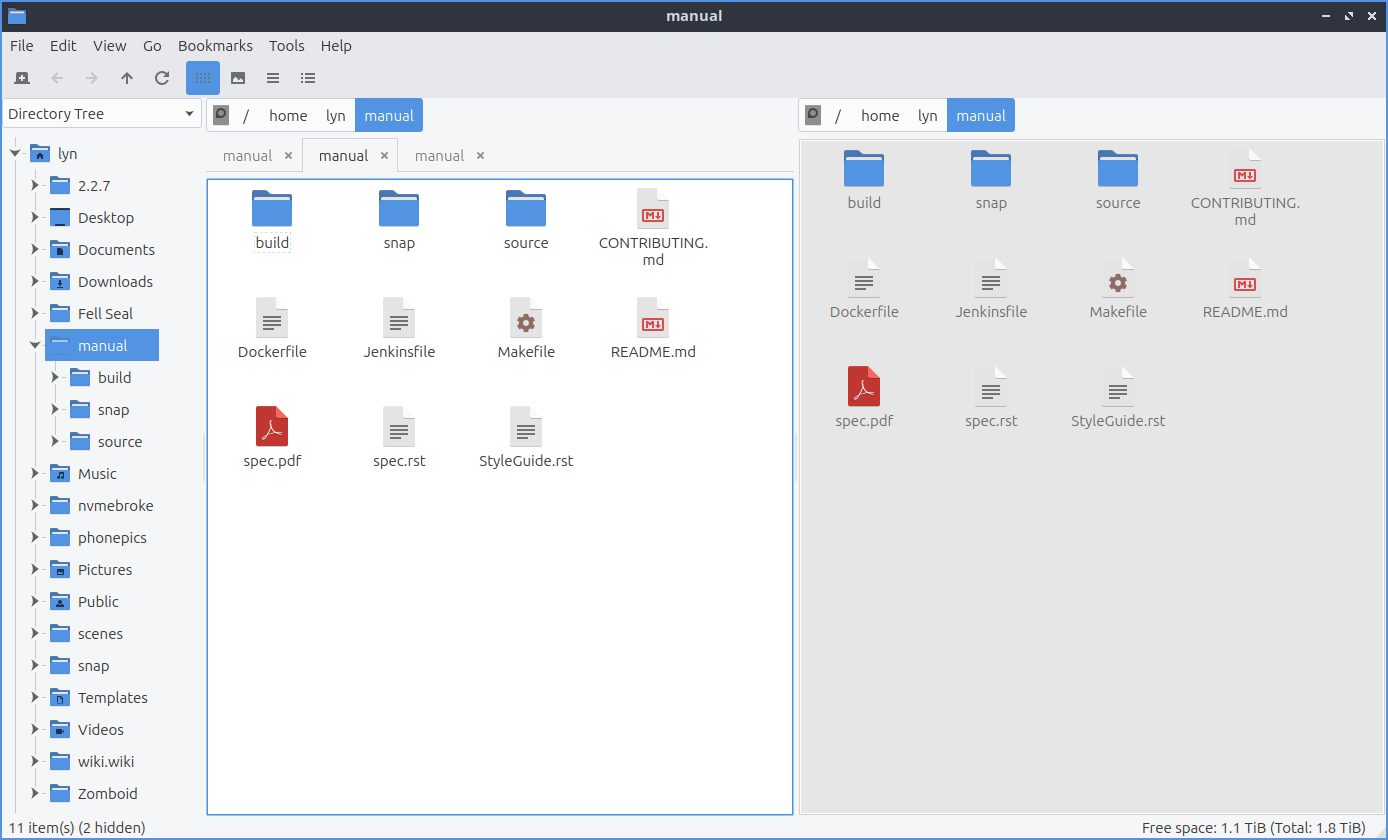 manual
File Edit View Go Bookmarks Tools Help
Directory Tree
lyn
2.2.7
Desktop
Documents
Downloads
Fell Seal
manual
build
snap
source
Music
nvmebroke
phonepics
Pictures
Public
scenes
snap
Templates
Videos
wiki.wiki
Zomboid
/ home lyn manual
manual manual manual
build snap source CONTRIBUTING.
md
Dockerfile Jenkinsfile Makefile README.md
spec.pdf spec.rst StyleGuide.rst
/ home lyn manual
build snap source CONTRIBUTING.
md
Dockerfile Jenkinsfile Makefile README.md
spec.pdf spec.rst StyleGuide.rst
11 item(s) (2 hidden)
Free space: 1.1 TiB (Total: 1.8 TiB)